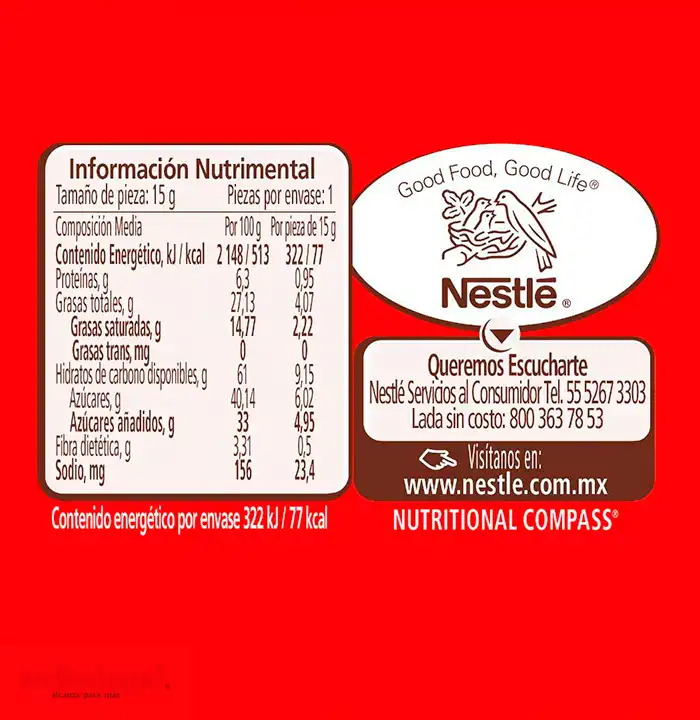 Información Nutrimental
Tamaño de pieza: 15 g Piezas por envase: 1
Composición Media Por 100 g Por pieza de 15 g
Contenido Energético, kJ / kcal 2 148 / 513 322 / 77
Proteínas, g 6,3 0,95
Grasas totales, g 27,13 4,07
Grasas saturadas, g 14,77 2,22
Grasas trans, mg 0 0
Hidratos de carbono disponibles, g 61 9,15
Azúcares, g 40,14 6,02
Azúcares añadidos, g 33 4,95
Fibra dietética, g 3,31 0,5
Sodio, mg 156 23,4
Contenido energético por envase 322 kJ / 77 kcal
Good Food, Good Life®
Nestlé®
Queremos Escucharte
Nestlé Servicios al Consumidor Tel. 55 5267 3303
Lada sin costo: 800 363 78 53
Visítanos en:
www.nestle.com.mx
NUTRITIONAL COMPASS®
alcanza para más